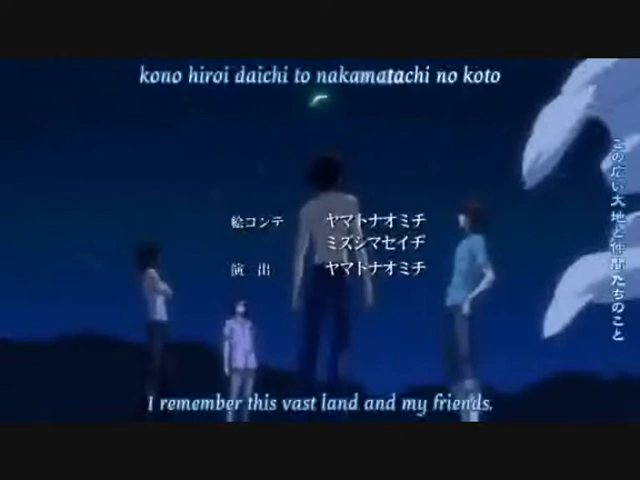 kono hiroi daichi to nakamatachi no koto
この広い大地と仲間たちのこと
絵コンテ ヤマトナオミチ
ミズシマセイヂ
演 出 ヤマトナオミチ
I remember this vast land and my friends.